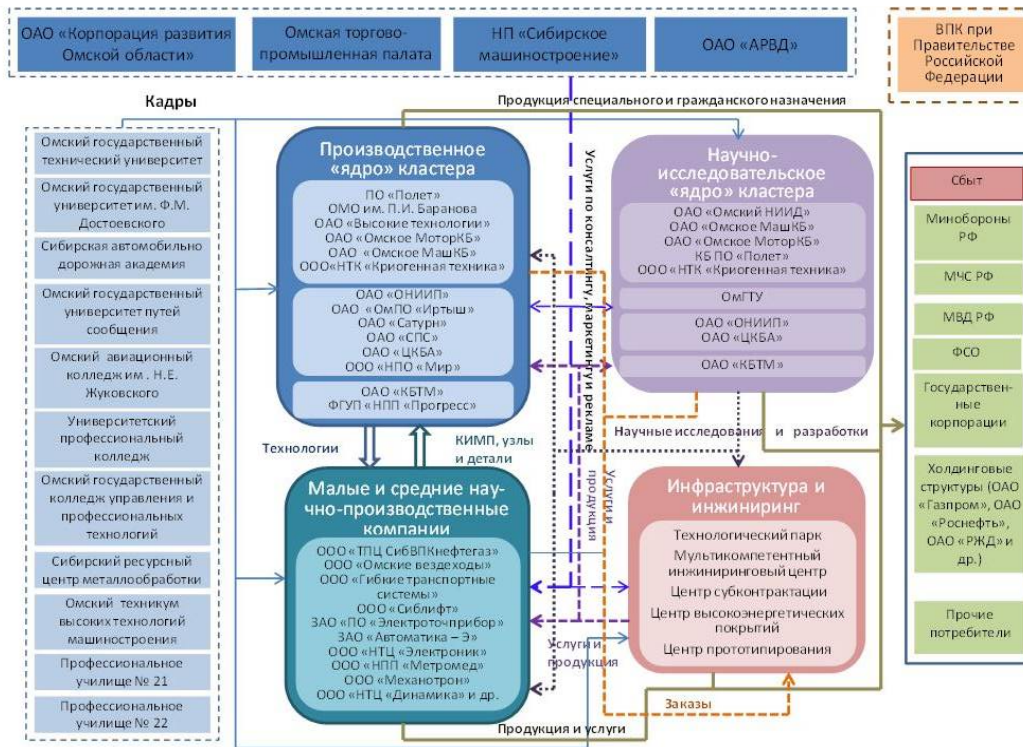 ОАО «Корпорация развития
Омской области»
Омская торгово-
промышленная палата
НП «Сибирское
машиностроение»
ОАО «АРВД»
ВПК при
Правительстве
Российской
Федерации
Кадры
Омский государственный
технический университет
Омский государственный
университет им. Ф.М.
Достоевского
Сибирская автомобильно
дорожная академия
Омский государственный
университет путей
сообщения
Омский авиационный
колледж им . Н.Е.
Жуковского
Университетский
профессиональный
колледж
Омский государственный
колледж управления и
профессиональных
технологий
Сибирский ресурсный
центр металлообработки
Омский техникум
высоких технологий
машиностроения
Профессиональное
училище № 21
Профессиональное
училище № 22
Продукция специального и гражданского назначения
Производственное
«ядро» кластера
ПО «Полет»
ОМО им. П.И. Баранова
ОАО «Высокие технологии»
ОАО «Омское МоторКБ»
ОАО «Омское МашКБ»
ООО«НТК «Криогенная техника»
ОАО «ОНИИП»
ОАО «ОмПО «Иртыш»
ОАО «Сатурн»
ОАО «СПС»
ОАО «ЦКБА»
ООО «НПО «Мир»
ОАО «КБТМ»
ФГУП «НПП «Прогресс»
Услуги по консалтингу, маркетингу и рекламе
Научно-
исследовательское
«ядро» кластера
ОАО «Омский НИИД»
ОАО «Омское МашКБ»
ОАО «Омское МоторКБ»
КБ ПО «Полет»
ООО«НТК «Криогенная техника»
ОмГТУ
ОАО «ОНИИП»
ОАО «ЦКБА»
ОАО «КБТМ»
Технологии
КИМП, узлы
и детали
Научные исследования и разработки
Услуги и
продукция
Малые и средние нау-
чно-производственные
компании
ООО «ТПЦ СибВПКнефтегаз»
ООО «Омские вездеходы»
ООО «Гибкие транспортные
системы»
ООО «Сиблифт»
ЗАО «ПО «Электроточприбор»
ЗАО «Автоматика – Э»
ООО «НТЦ «Электроник»
ООО «НПП «Метромед»
ООО «Механотрон»
ООО «НТЦ «Динамика» и др.
Услуги и
продукция
Инфраструктура и
инжиниринг
Технологический парк
Мультикомпетентный
инжиниринговый центр
Центр субконтрактации
Центр высокоэнергетических
покрытий
Центр прототипирования
Заказы
Продукция и услуги
Сбыт
Минобороны
РФ
МЧС РФ
МВД РФ
ФСО
Государствен-
ные
корпорации
Холдинговые
структуры (ОАО
«Газпром», ОАО
«Роснефть»,
ОАО «РЖД» и
др.)
Прочие
потребители